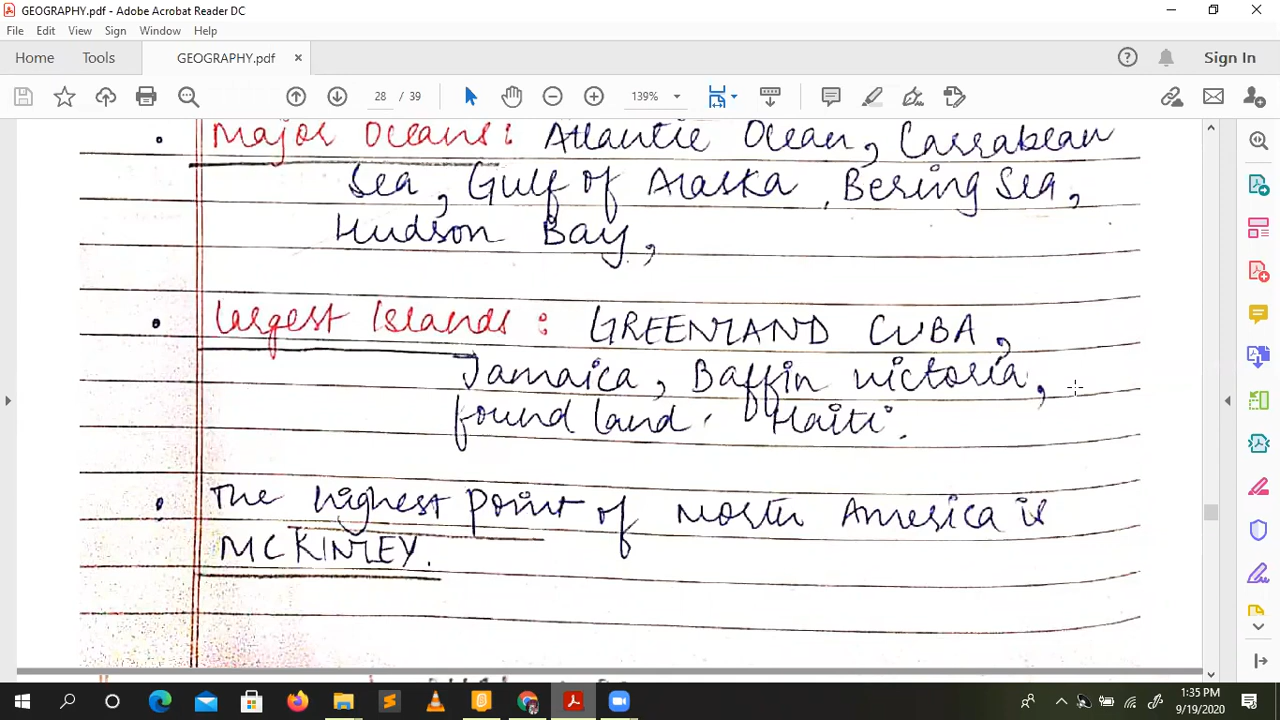 GEOGRAPHY.pdf - Adobe Acrobat Reader DC
File Edit View Sign Window Help
Home Tools GEOGRAPHY.pdf × Sign In
28 / 39 139%
Major Oceans: Atlantic Ocean, Carrabean
Sea, Gulf of Alaska, Bering Sea,
Hudson Bay,
Largest Islands: GREENLAND CUBA,
Jamaica, Baffin victoria,
found land. Haiti.
The highest point of North America is
MCKINLEY.
1:35 PM
9/19/2020